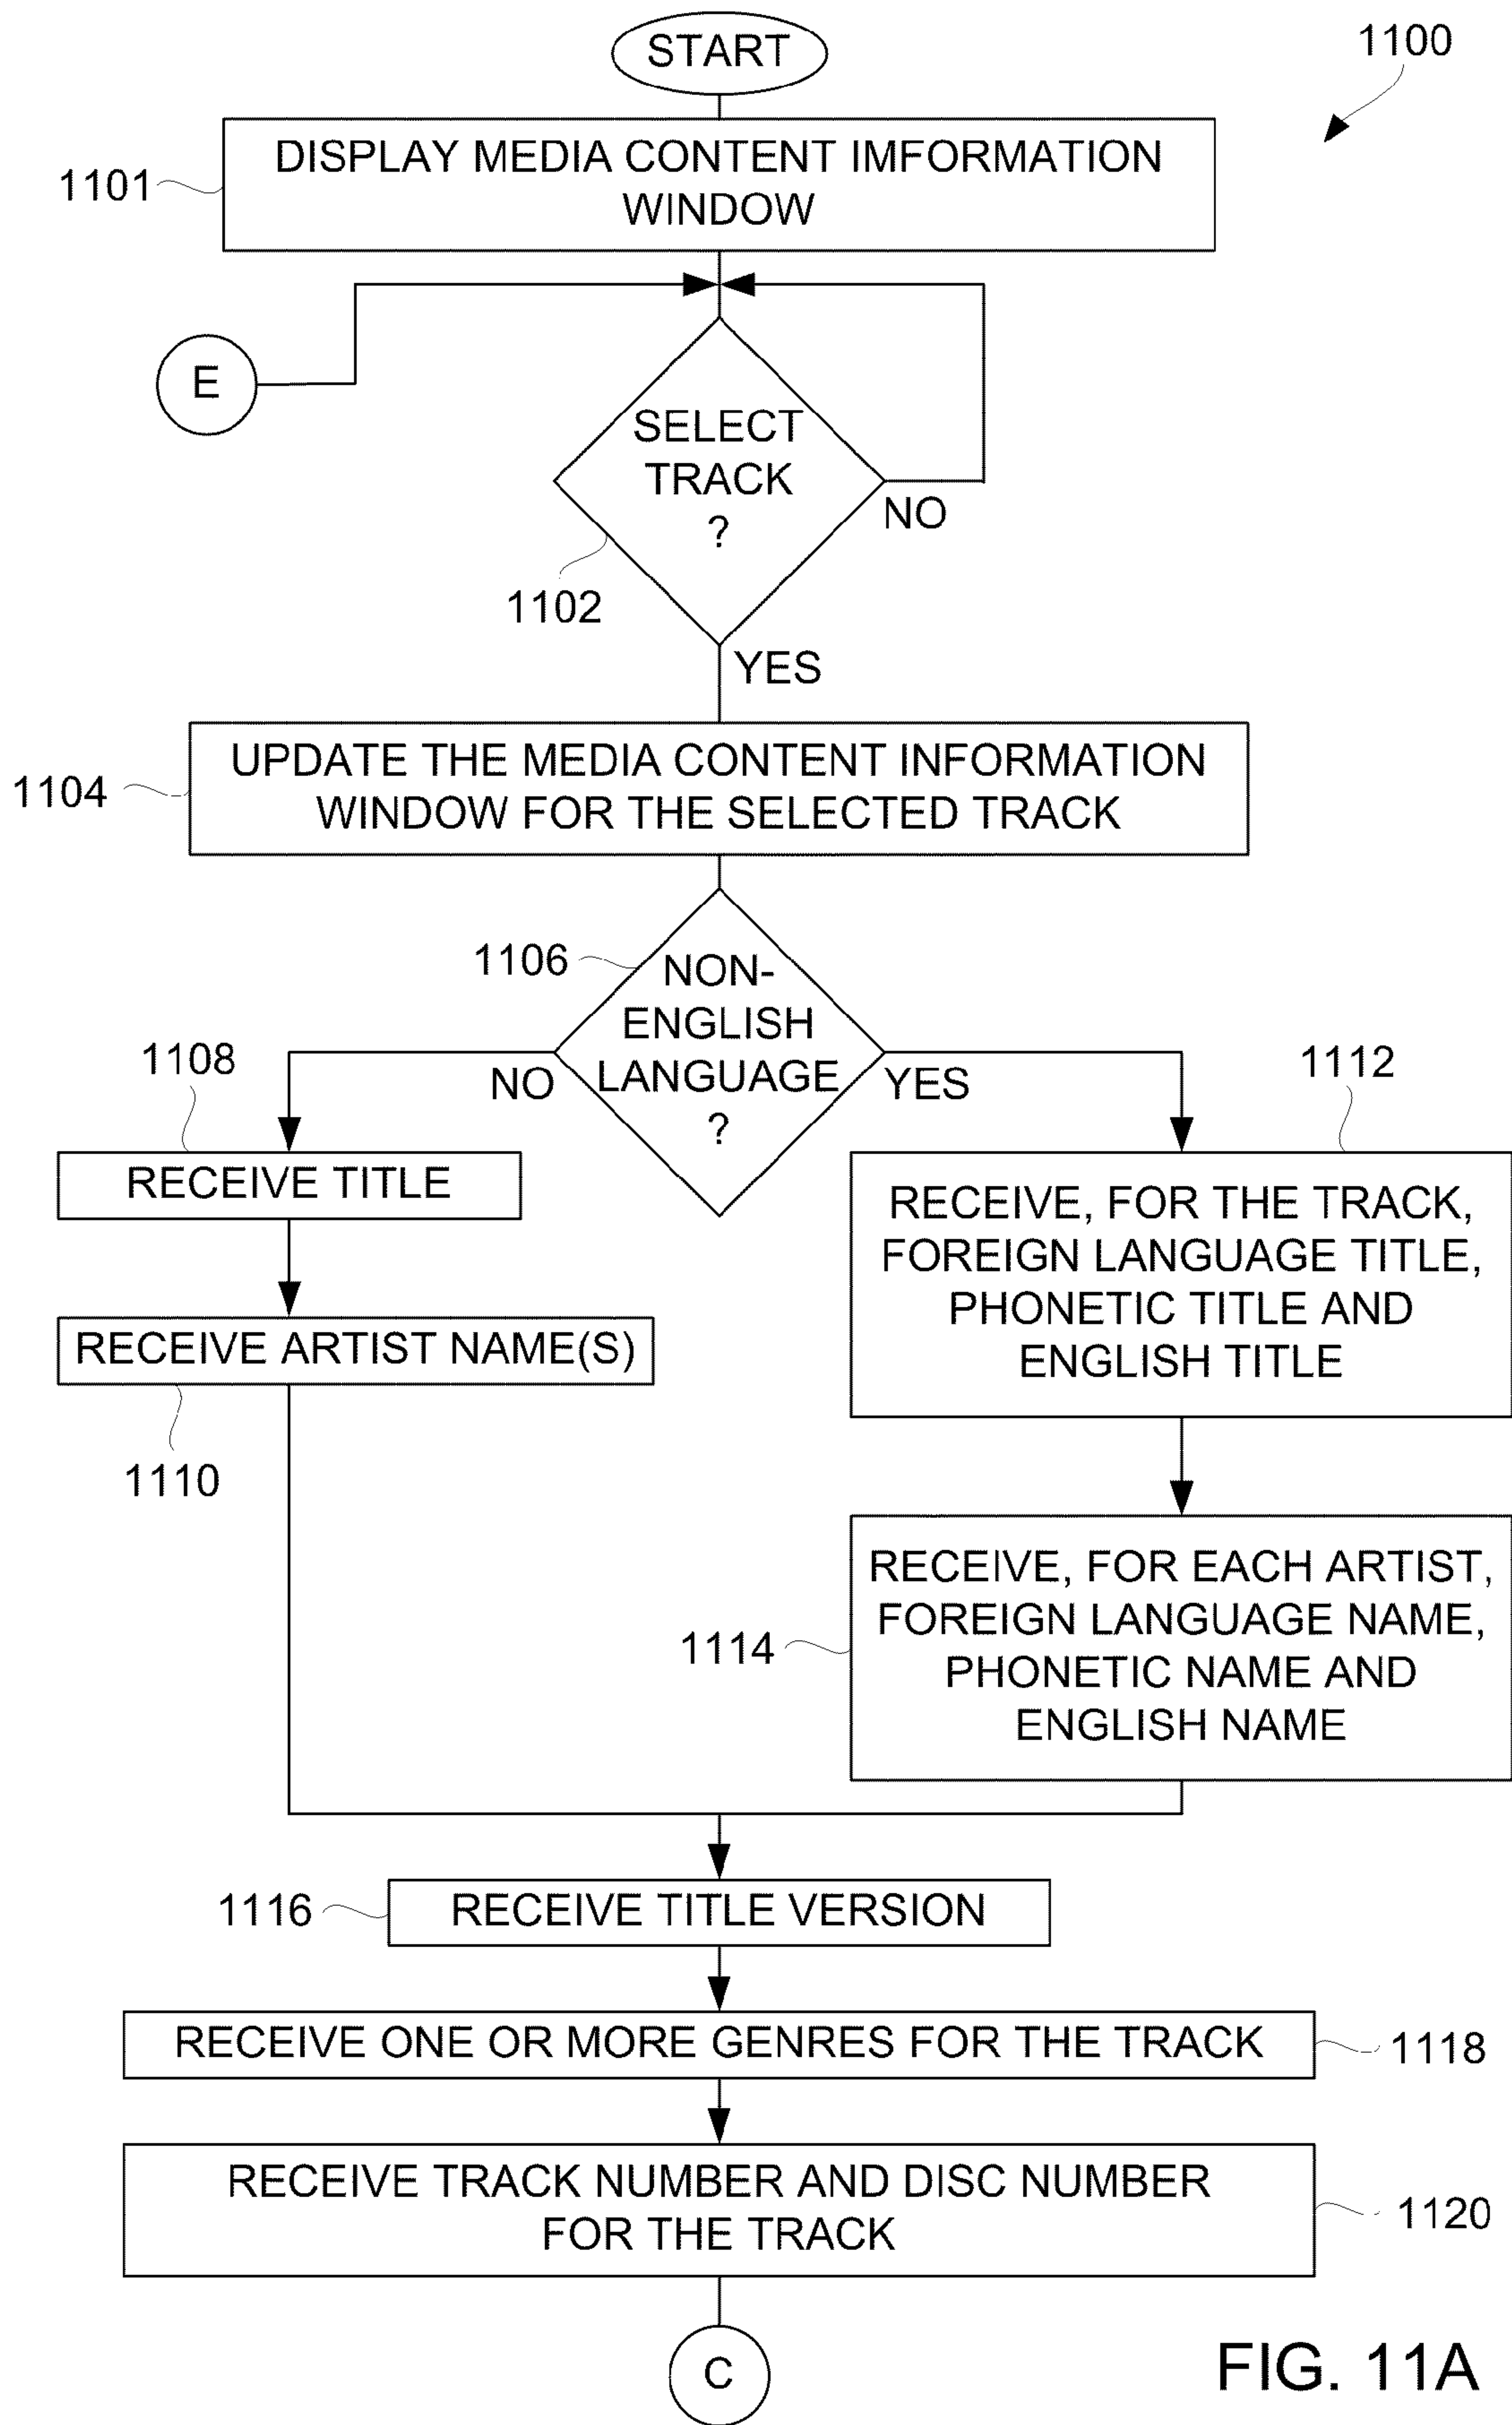 START
1100
DISPLAY MEDIA CONTENT IMFORMATION
WINDOW
1101
E
SELECT
TRACK
?
NO
1102
YES
UPDATE THE MEDIA CONTENT INFORMATION
WINDOW FOR THE SELECTED TRACK
1104
1106
NON-
ENGLISH
LANGUAGE
?
NO
YES
1108
1112
RECEIVE TITLE
RECEIVE ARTIST NAME(S)
1110
RECEIVE, FOR THE TRACK,
FOREIGN LANGUAGE TITLE,
PHONETIC TITLE AND
ENGLISH TITLE
RECEIVE, FOR EACH ARTIST,
FOREIGN LANGUAGE NAME,
PHONETIC NAME AND
ENGLISH NAME
1114
1116
RECEIVE TITLE VERSION
RECEIVE ONE OR MORE GENRES FOR THE TRACK
1118
RECEIVE TRACK NUMBER AND DISC NUMBER
FOR THE TRACK
1120
C
FIG. 11A